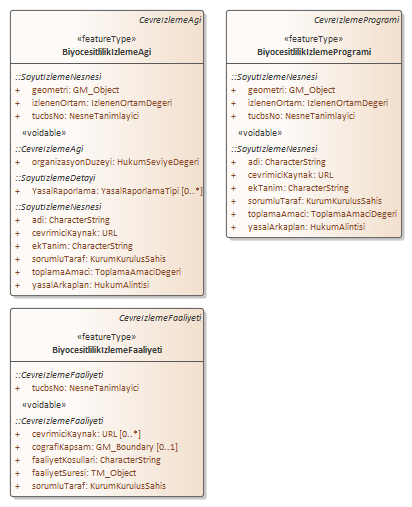 CevreIzlemeAgi
«featureType»
BiyocesitlilikIzlemeAgi
::SoyutIzlemeNesnesi
+ geometri: GM_Object
+ izlenenOrtam: IzlenenOrtamDegeri
+ tucbsNo: NesneTanimlayici
«voidable»
::CevreIzlemeAgi
+ organizasyonDuzeyi: HukumSeviyeDegeri
::SoyutIzlemeDetayi
+ YasalRaporlama: YasalRaporlamaTipi [0..*]
::SoyutIzlemeNesnesi
+ adi: CharacterString
+ cevrimiciKaynak: URL
+ ekTanim: CharacterString
+ sorumluTaraf: KurumKurulusSahis
+ toplamaAmaci: ToplamaAmaciDegeri
+ yasalArkaplan: HukumAlintisi
CevreIzlemeProgrami
«featureType»
BiyocesitlilikIzlemeProgrami
::SoyutIzlemeNesnesi
+ geometri: GM_Object
+ izlenenOrtam: IzlenenOrtamDegeri
+ tucbsNo: NesneTanimlayici
«voidable»
::SoyutIzlemeNesnesi
+ adi: CharacterString
+ cevrimiciKaynak: URL
+ ekTanim: CharacterString
+ sorumluTaraf: KurumKurulusSahis
+ toplamaAmaci: ToplamaAmaciDegeri
+ yasalArkaplan: HukumAlintisi
CevreIzlemeFaaliyeti
«featureType»
BiyocesitlilikIzlemeFaaliyeti
::CevreIzlemeFaaliyeti
+ tucbsNo: NesneTanimlayici
«voidable»
::CevreIzlemeFaaliyeti
+ cevrimiciKaynak: URL [0..*]
+ cografiKapsam: GM_Boundary [0..1]
+ faaliyetKosullari: CharacterString
+ faaliyetSuresi: TM_Object
+ sorumluTaraf: KurumKurulusSahis